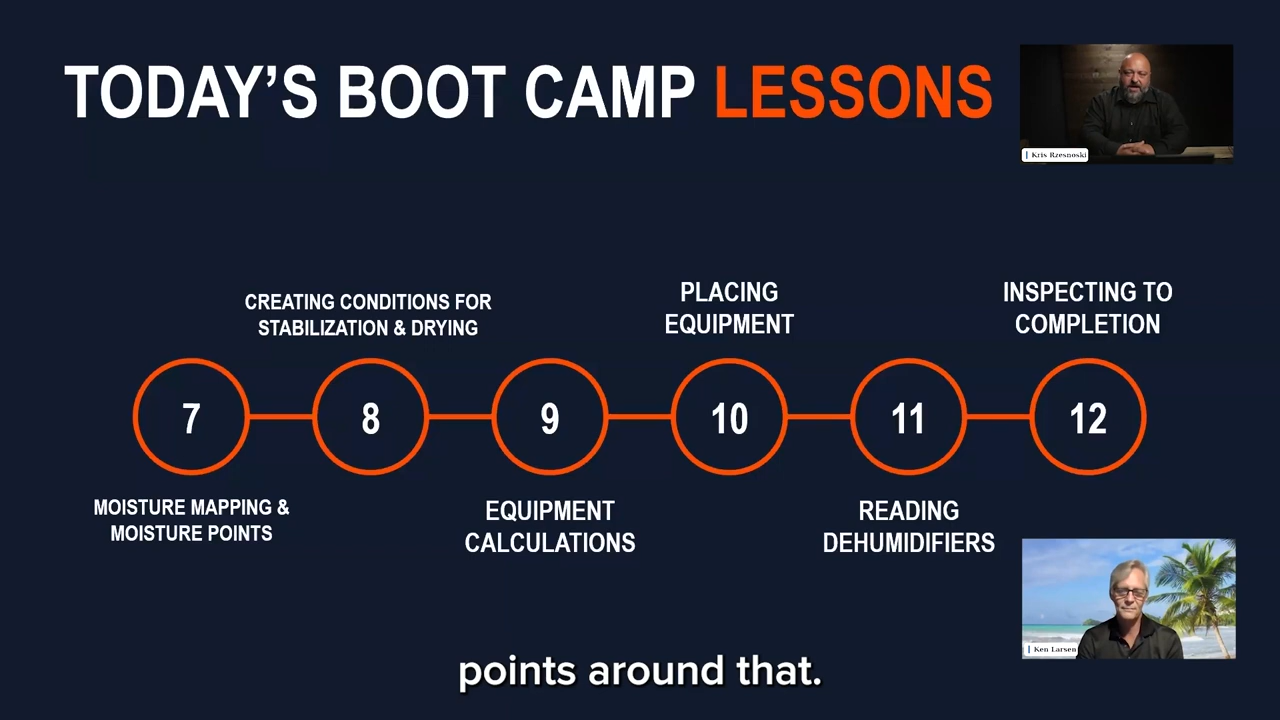 TODAY'S BOOT CAMP LESSONS
Kris Rzesnoski
CREATING CONDITIONS FOR
STABILIZATION & DRYING
PLACING
EQUIPMENT
INSPECTING TO
COMPLETION
7
8
9
10
11
12
MOISTURE MAPPING &
MOISTURE POINTS
EQUIPMENT
CALCULATIONS
READING
DEHUMIDIFIERS
Ken Larsen
points around that.